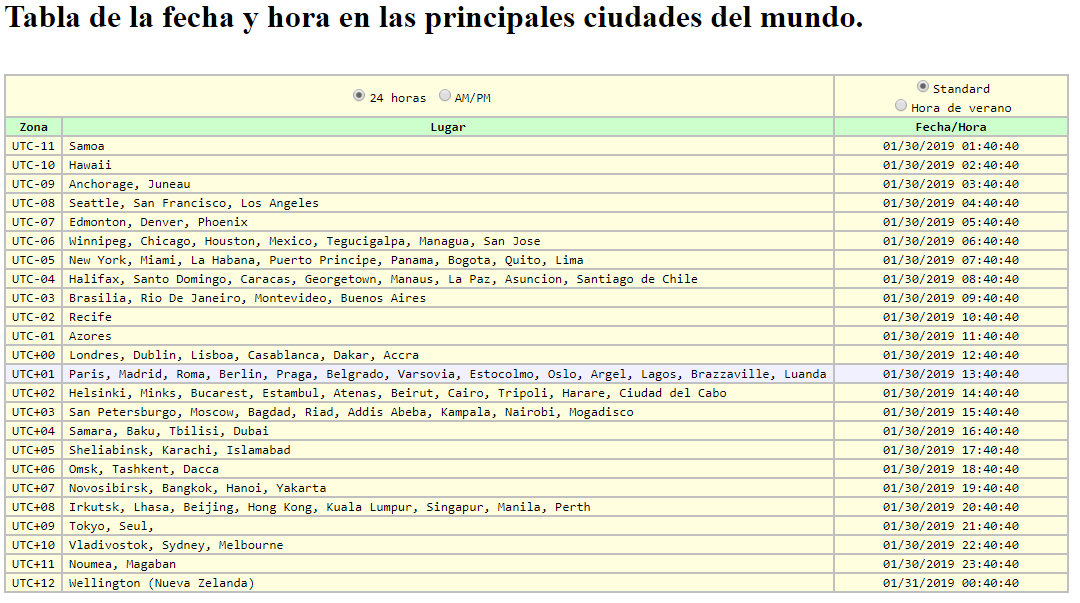 Tabla de la fecha y hora en las principales ciudades del mundo.
24 horas AM/PM
Standard
Hora de verano
Zona Lugar Fecha/Hora
UTC-11 Samoa 01/30/2019 01:40:40
UTC-10 Hawaii 01/30/2019 02:40:40
UTC-09 Anchorage, Juneau 01/30/2019 03:40:40
UTC-08 Seattle, San Francisco, Los Angeles 01/30/2019 04:40:40
UTC-07 Edmonton, Denver, Phoenix 01/30/2019 05:40:40
UTC-06 Winnipeg, Chicago, Houston, Mexico, Tegucigalpa, Managua, San Jose 01/30/2019 06:40:40
UTC-05 New York, Miami, La Habana, Puerto Principe, Panama, Bogota, Quito, Lima 01/30/2019 07:40:40
UTC-04 Halifax, Santo Domingo, Caracas, Georgetown, Manaus, La Paz, Asuncion, Santiago de Chile 01/30/2019 08:40:40
UTC-03 Brasilia, Rio De Janeiro, Montevideo, Buenos Aires 01/30/2019 09:40:40
UTC-02 Recife 01/30/2019 10:40:40
UTC-01 Azores 01/30/2019 11:40:40
UTC+00 Londres, Dublin, Lisboa, Casablanca, Dakar, Accra 01/30/2019 12:40:40
UTC+01 Paris, Madrid, Roma, Berlin, Praga, Belgrado, Varsovia, Estocolmo, Oslo, Argel, Lagos, Brazzaville, Luanda 01/30/2019 13:40:40
UTC+02 Helsinki, Minks, Bucarest, Estambul, Atenas, Beirut, Cairo, Tripoli, Harare, Ciudad del Cabo 01/30/2019 14:40:40
UTC+03 San Petersburgo, Moscow, Bagdad, Riad, Addis Abeba, Kampala, Nairobi, Mogadisco 01/30/2019 15:40:40
UTC+04 Samara, Baku, Tbilisi, Dubai 01/30/2019 16:40:40
UTC+05 Sheliabinsk, Karachi, Islamabad 01/30/2019 17:40:40
UTC+06 Omsk, Tashkent, Dacca 01/30/2019 18:40:40
UTC+07 Novosibirsk, Bangkok, Hanoi, Yakarta 01/30/2019 19:40:40
UTC+08 Irkutsk, Lhasa, Beijing, Hong Kong, Kuala Lumpur, Singapur, Manila, Perth 01/30/2019 20:40:40
UTC+09 Tokyo, Seul, 01/30/2019 21:40:40
UTC+10 Vladivostok, Sydney, Melbourne 01/30/2019 22:40:40
UTC+11 Noumea, Magaban 01/30/2019 23:40:40
UTC+12 Wellington (Nueva Zelanda) 01/31/2019 00:40:40